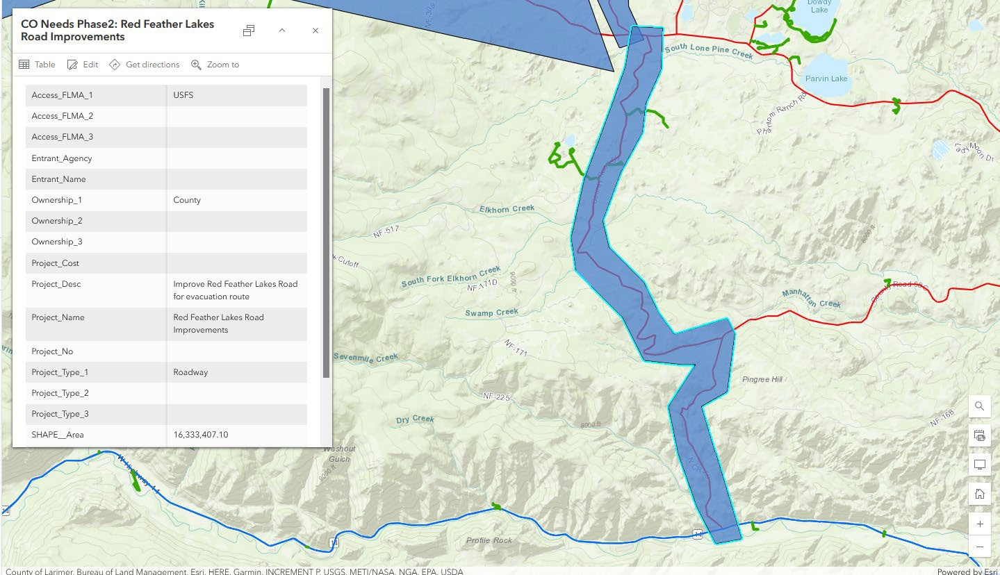 CO Needs Phase2: Red Feather Lakes
Road Improvements
Table
Edit
Get directions
Zoom to
Access_FLMA_1 USFS
Access_FLMA_2
Access_FLMA_3
Entrant_Agency
Entrant_Name
Ownership_1 County
Ownership_2
Ownership_3
Project_Cost
Project_Desc Improve Red Feather Lakes Road
for evacuation route
Project_Name Red Feather Lakes Road
Improvements
Project_No
Project_Type_1 Roadway
Project_Type_2
Project_Type_3
SHAPE__Area 16,333,407.10
Dowdy
Lake
South Lone Pine Creek
Parvin Lake
Phantom Ranch Rd
Lady Moon Dr
Elkhorn Creek
NF-517
8000 ft
k Cutoff
South Fork Elkhorn Creek
NF-171D
9000 ft
Manhattan Creek
County Road 68C
Swamp Creek
NF-171
Sevenmile Creek
Pingree Hill
NF-225
Dry Creek
8000 ft
NF-168
Washout
Gulch
9000 ft
W Highway 14
14
14
14
Profile Rock
County of Larimer, Bureau of Land Management, Esri, HERE, Garmin, INCREMENT P, USGS, METI/NASA, NGA, EPA, USDA
Powered by Esri